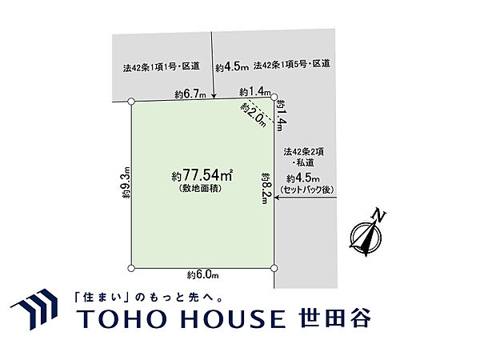 法42条1項1号・区道
約4.5m
法42条1項5号・区道
約6.7m
約1.4m
約2.0m
約1.4m
法42条2項
・私道
約4.5m
(セットバック後)
約9.3m
約77.54㎡
(敷地面積)
約8.2m
約6.0m
N
「住まい」のもっと先へ。
TOHO HOUSE 世田谷